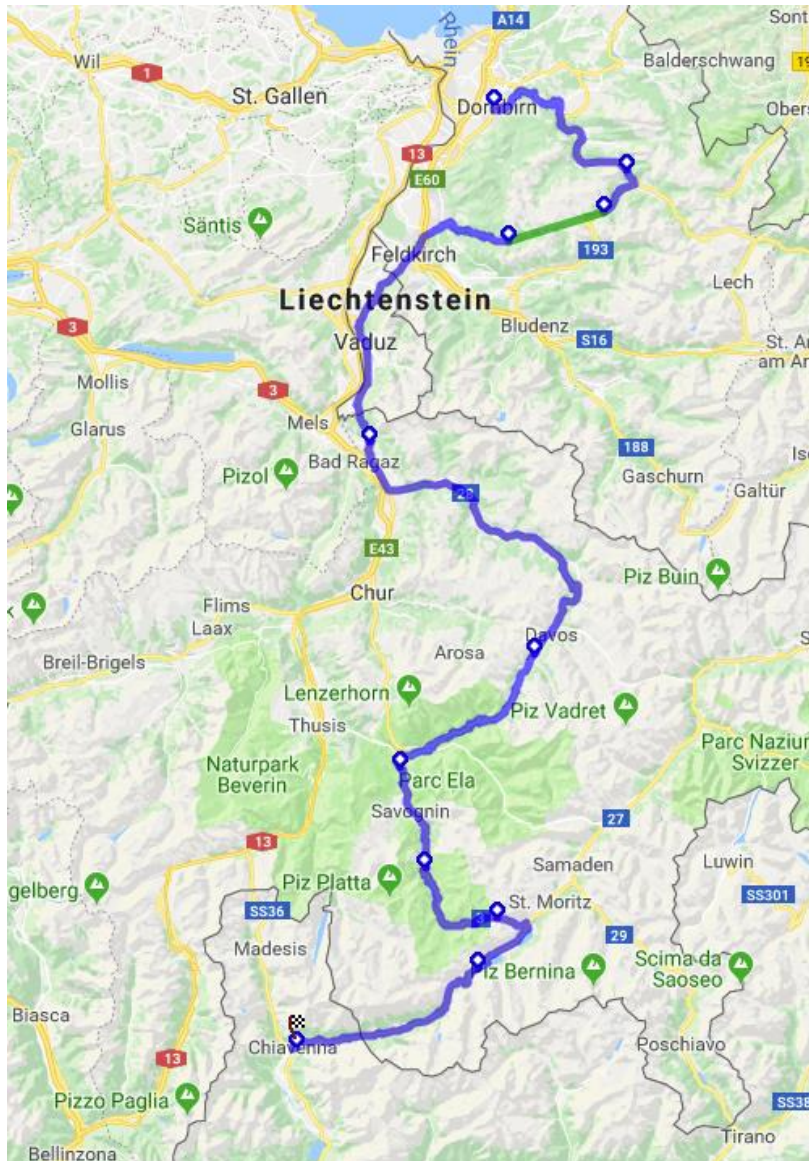 Sont
A14
Rhein
Balderschwang
19
Wil
1
St. Gallen
Dornbirn
Obers
13
E60
Säntis
Feldkirch
193
Lech
Liechtenstein
3
Bludenz
S16
Vaduz
St. An
am Ar
Mollis
3
Mels
Glarus
188
Bad Ragaz
Pizol
Gaschurn
Galtür
28
E43
Piz Buin
Chur
Flims
Laax
Davos
Breil-Brigels
Arosa
Lenzerhorn
Piz Vadret
Thusis
Parc Naziun
Svizzer
Naturpark
Beverin
Parc Ela
Savognin
27
13
Samaden
Luwin
gelberg
Piz Platta
SS301
SS36
3
St. Moritz
29
Madesis
Piz Bernina
Scima da
Saoseo
Biasca
Chiavenna
13
Poschiavo
Pizzo Paglia
SS38
Tirano
Bellinzona